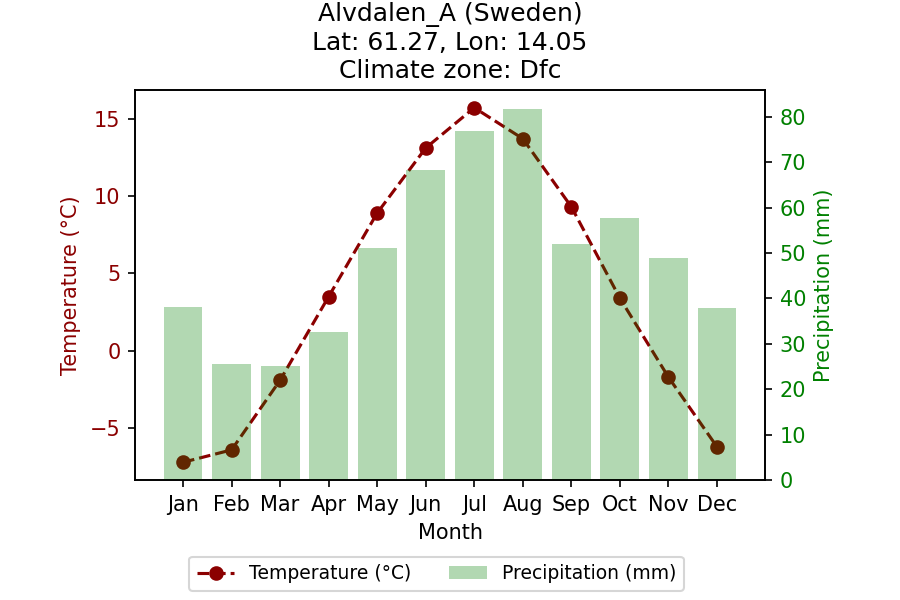 Alvdalen_A (Sweden)
Lat: 61.27, Lon: 14.05
Climate zone: Dfc
15
10
5
0
−5
Temperature (°C)
80
70
60
50
40
30
20
10
0
Precipitation (mm)
Jan Feb Mar Apr May Jun Jul Aug Sep Oct Nov Dec
Month
Temperature (°C) Precipitation (mm)